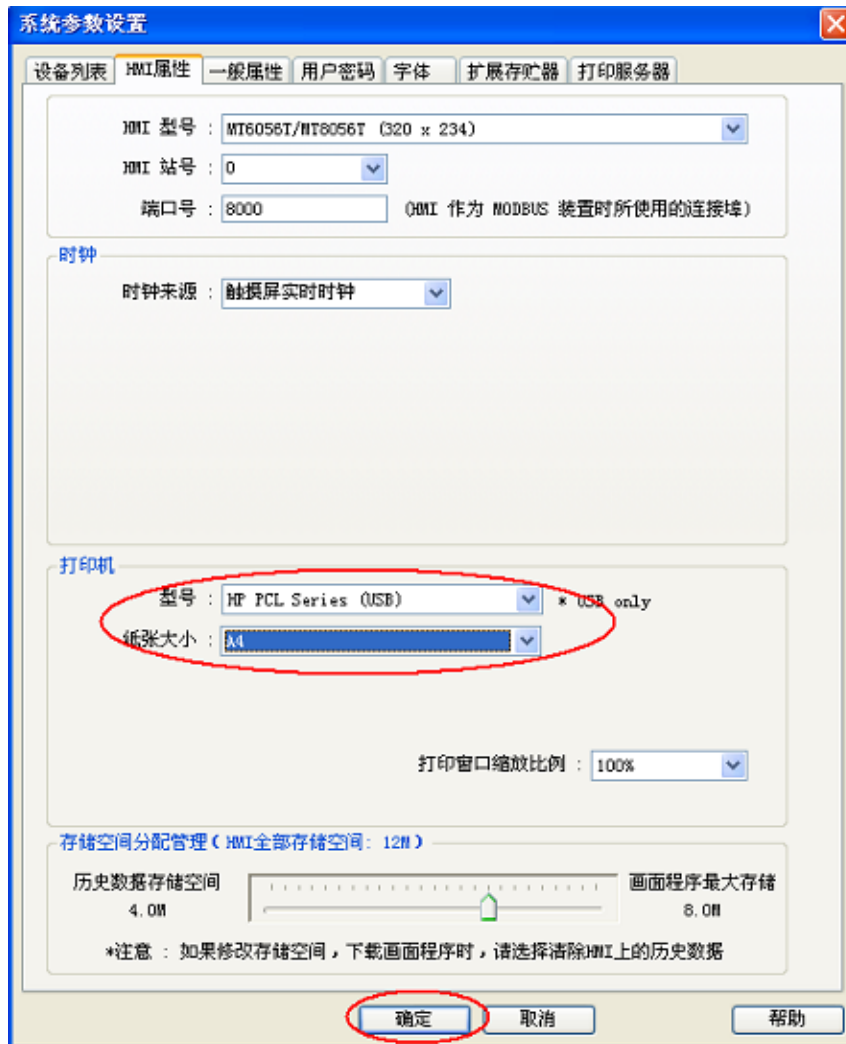 系统参数设置
设备列表 HMI属性 一般属性 用户密码 字体 扩展存贮器 打印服务器
HMI 型号 : MT6056T/MT8056T (320 x 234)
HMI 站号 : 0
端口号 : 8000 (HMI 作为 MODBUS 装置时所使用的连接埠)
时钟
时钟来源 : 触摸屏实时时钟
打印机
型号 : HP PCL Series (USB) * USB only
纸张大小 : A4
打印窗口缩放比例 : 100%
存储空间分配管理(HMI全部存储空间: 12M)
历史数据存储空间 画面程序最大存储
4.0M 8.0M
*注意 : 如果修改存储空间,下载画面程序时,请选择清除HMI上的历史数据
确定 取消 帮助